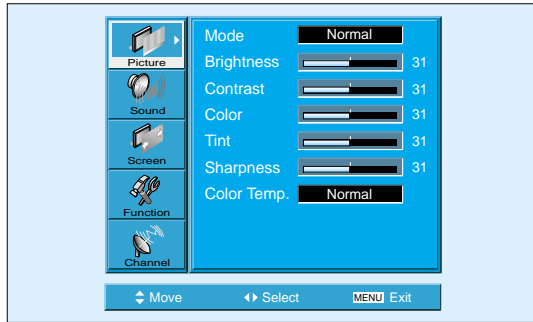 Picture
Sound
Screen
Function
Channel
Mode Normal
Brightness 31
Contrast 31
Color 31
Tint 31
Sharpness 31
Color Temp. Normal
Move Select MENU Exit